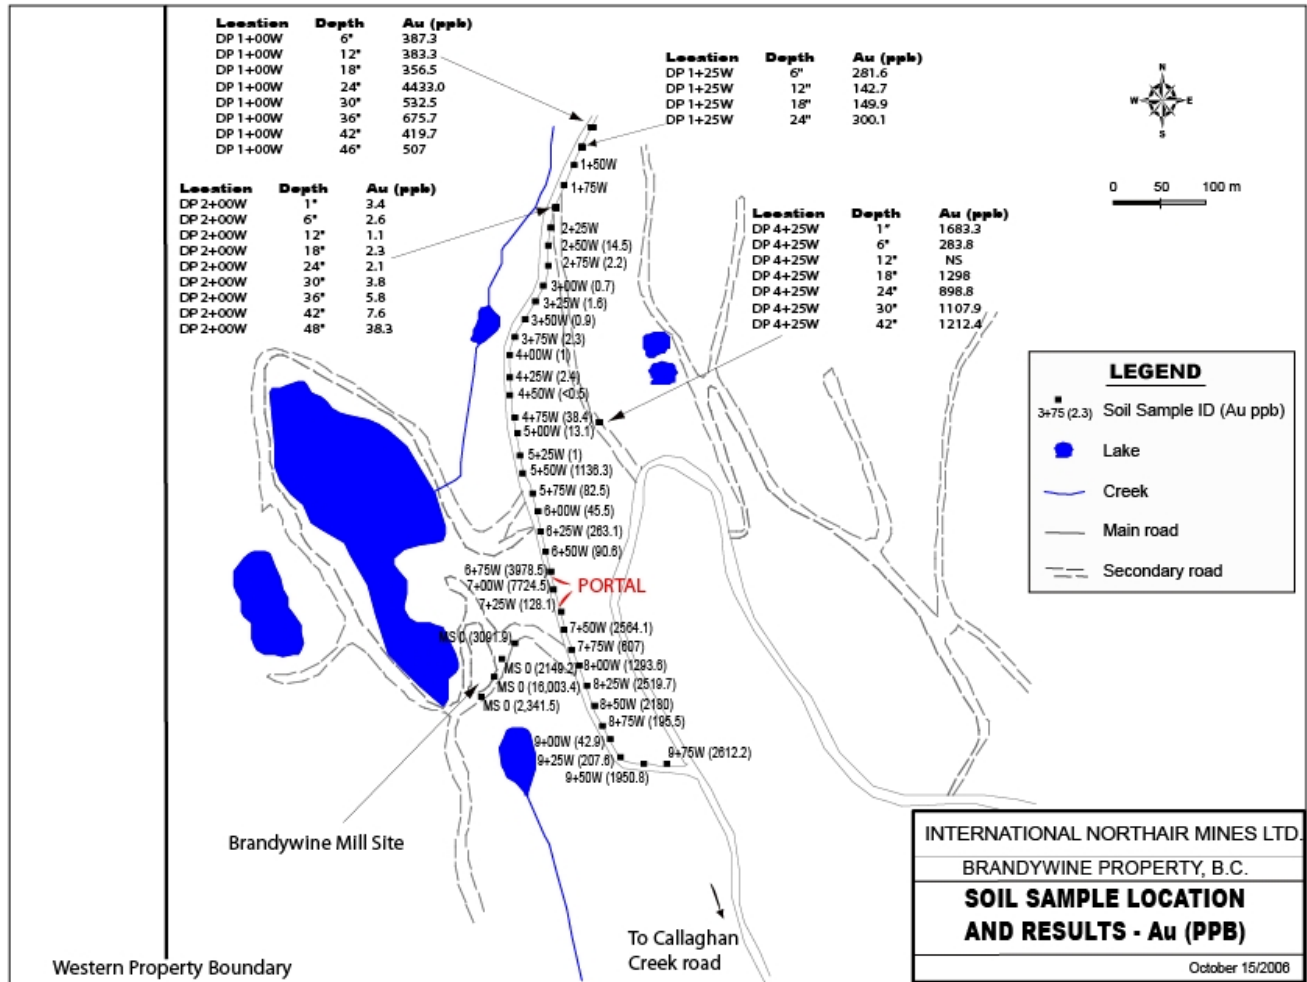 Location Depth Au (ppb)
DP 1+00W 6" 387.3
DP 1+00W 12" 383.3
DP 1+00W 18" 356.5
DP 1+00W 24" 4433.0
DP 1+00W 30" 532.5
DP 1+00W 36" 675.7
DP 1+00W 42" 419.7
DP 1+00W 46" 507
Location Depth Au (ppb)
DP 1+25W 6" 281.6
DP 1+25W 12" 142.7
DP 1+25W 18" 149.9
DP 1+25W 24" 300.1
N
W E
S
0 50 100 m
Location Depth Au (ppb)
DP 2+00W 1" 3.4
DP 2+00W 6" 2.6
DP 2+00W 12" 1.1
DP 2+00W 18" 2.3
DP 2+00W 24" 2.1
DP 2+00W 30" 3.8
DP 2+00W 36" 5.8
DP 2+00W 42" 7.6
DP 2+00W 48" 38.3
Location Depth Au (ppb)
DP 4+25W 1" 1683.3
DP 4+25W 6" 283.8
DP 4+25W 12" NS
DP 4+25W 18" 1298
DP 4+25W 24" 898.8
DP 4+25W 30" 1107.9
DP 4+25W 42" 1212.4
1+50W
1+75W
2+25W
2+50W (14.5)
2+75W (2.2)
3+00W (0.7)
3+25W (1.6)
3+50W (0.9)
3+75W (2.3)
4+00W (1)
4+25W (2.4)
4+50W (<0.5)
4+75W (38.4)
5+00W (13.1)
5+25W (1)
5+50W (1136.3)
5+75W (82.5)
6+00W (45.5)
6+25W (263.1)
6+50W (90.6)
6+75W (3978.5)
7+00W (7724.5)
PORTAL
7+25W (128.1)
7+50W (2564.1)
MS 0 (3091.9)
7+75W (607)
8+00W (1293.6)
MS 0 (2149.2)
8+25W (2519.7)
MS 0 (16,003.4)
8+50W (2180)
MS 0 (2,341.5)
8+75W (195.5)
9+00W (42.9)
9+75W (2612.2)
9+25W (207.6)
9+50W (1950.8)
LEGEND
3+75 (2.3) Soil Sample ID (Au ppb)
Lake
Creek
Main road
Secondary road
Brandywine Mill Site
To Callaghan
Creek road
Western Property Boundary
INTERNATIONAL NORTHAIR MINES LTD.
BRANDYWINE PROPERTY, B.C.
SOIL SAMPLE LOCATION
AND RESULTS - Au (PPB)
October 15/2006